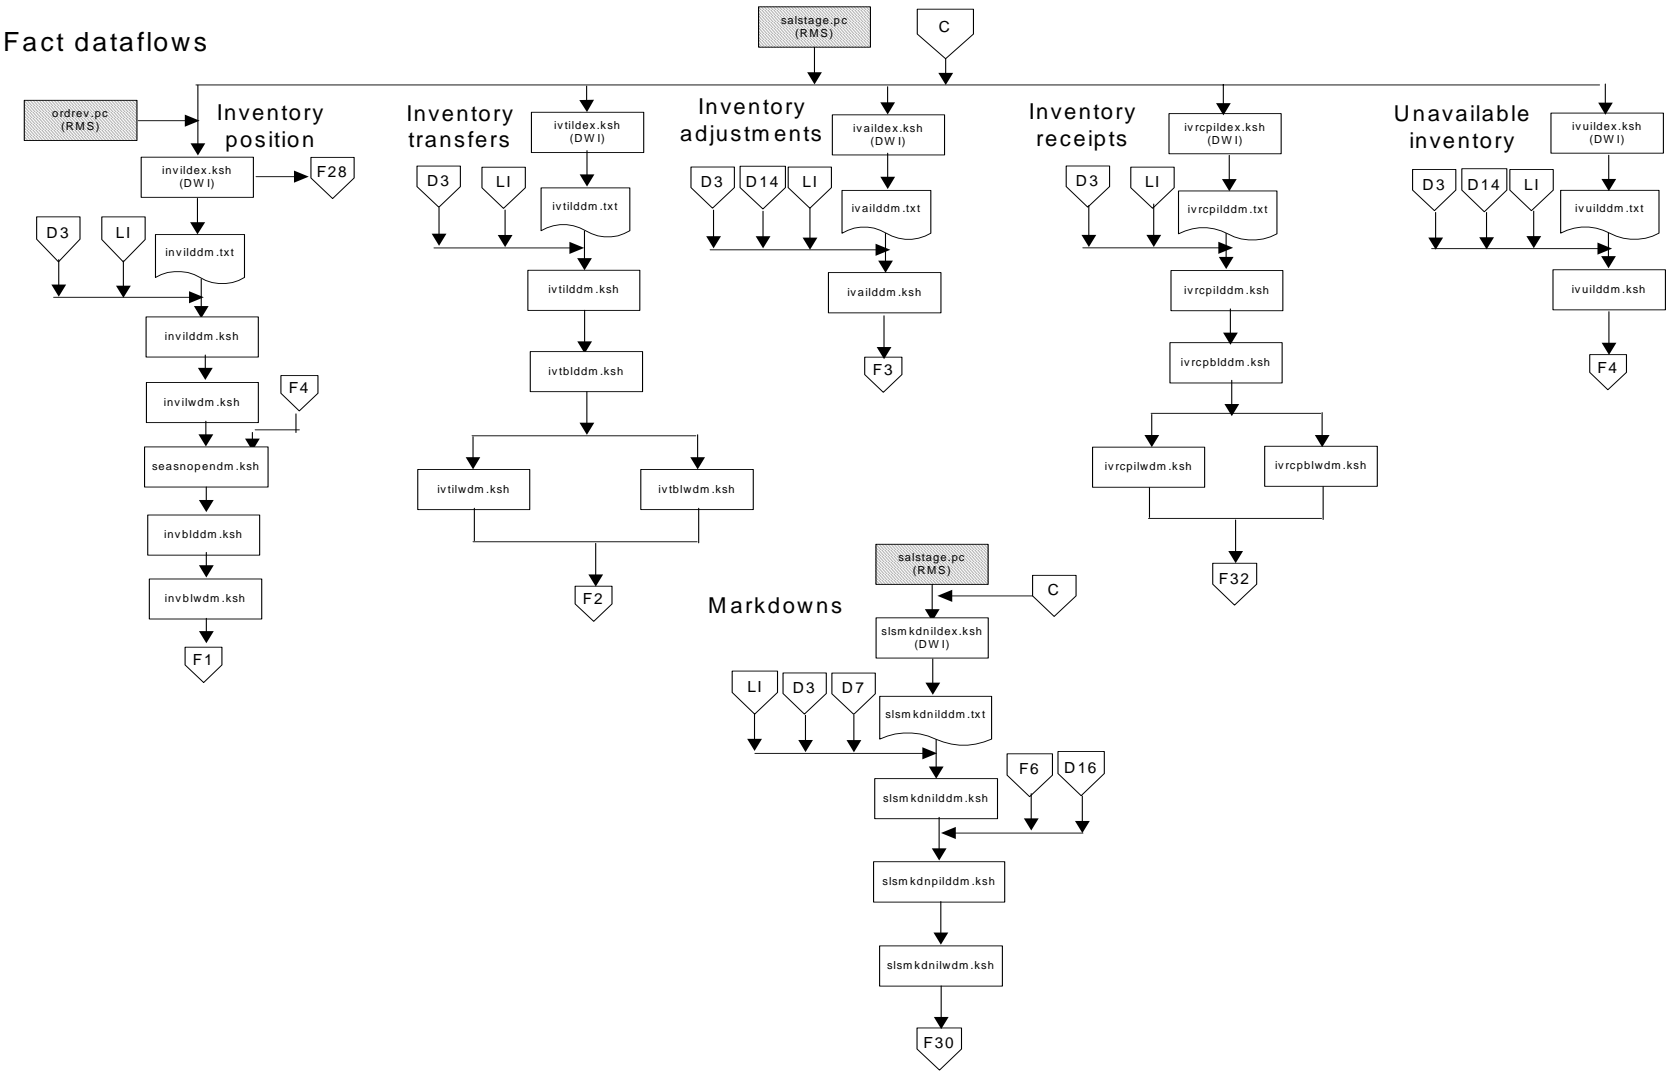 Fact dataflows
salstage.pc
(RMS)
C
ordrev.pc
(RMS)
Inventory
position
invildex.ksh
(DWI)
F28
D3
LI
invilddm.txt
invilddm.ksh
invilwdm.ksh
F4
seasnopendm.ksh
invblddm.ksh
invblwdm.ksh
F1
Inventory
transfers
ivtildex.ksh
(DWI)
D3
LI
ivtilddm.txt
ivtilddm.ksh
ivtblddm.ksh
ivtilwdm.ksh
ivtblwdm.ksh
F2
Inventory
adjustments
ivaildex.ksh
(DWI)
D3
D14
LI
ivailddm.txt
ivailddm.ksh
F3
Inventory
receipts
ivrcpildex.ksh
(DWI)
D3
LI
ivrcpilddm.txt
ivrcpilddm.ksh
ivrcpblddm.ksh
ivrcpilwdm.ksh
ivrcpblwdm.ksh
F32
Unavailable
inventory
ivuildex.ksh
(DWI)
D3
D14
LI
ivuilddm.txt
ivuilddm.ksh
F4
Markdowns
salstage.pc
(RMS)
C
slsmkdnildex.ksh
(DWI)
LI
D3
D7
slsmkdnilddm.txt
F6
D16
slsmkdnilddm.ksh
slsmkdnpilddm.ksh
slsmkdnilwdm.ksh
F30